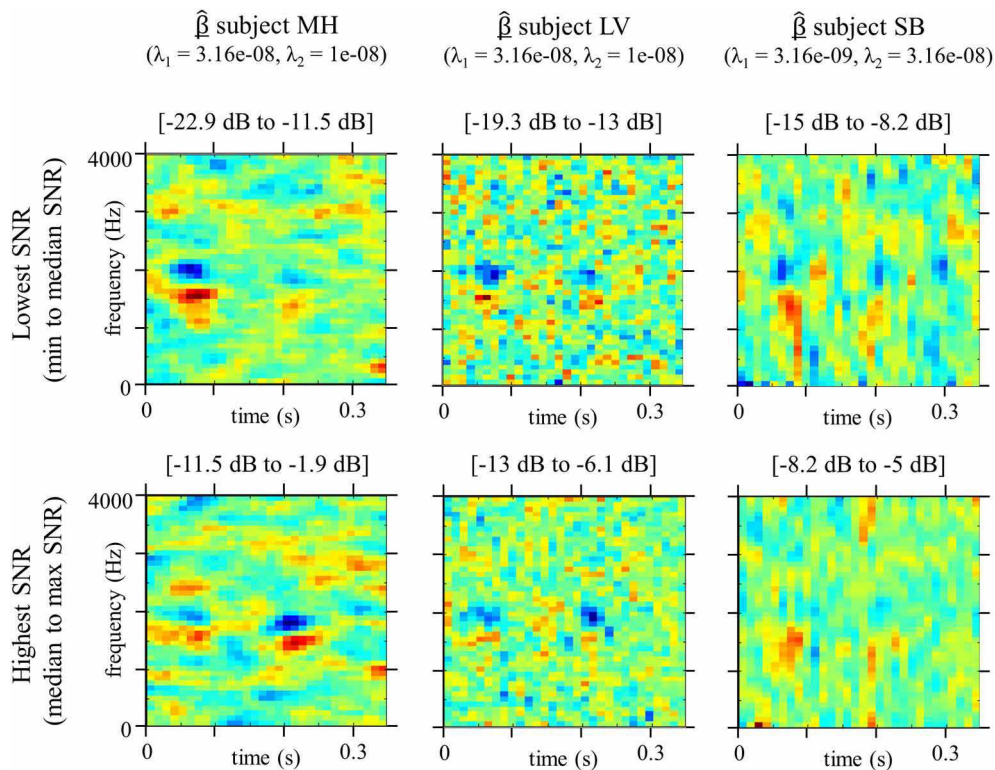 β̂ subject MH
(λ₁ = 3.16e-08, λ₂ = 1e-08)
β̂ subject LV
(λ₁ = 3.16e-08, λ₂ = 1e-08)
β̂ subject SB
(λ₁ = 3.16e-09, λ₂ = 3.16e-08)
Lowest SNR
(min to median SNR)
[-22.9 dB to -11.5 dB]
[-19.3 dB to -13 dB]
[-15 dB to -8.2 dB]
4000
frequency (Hz)
0
0
0.3
time (s)
0
0.3
time (s)
0
0.3
time (s)
Highest SNR
(median to max SNR)
[-11.5 dB to -1.9 dB]
[-13 dB to -6.1 dB]
[-8.2 dB to -5 dB]
4000
frequency (Hz)
0
0
0.3
time (s)
0
0.3
time (s)
0
0.3
time (s)